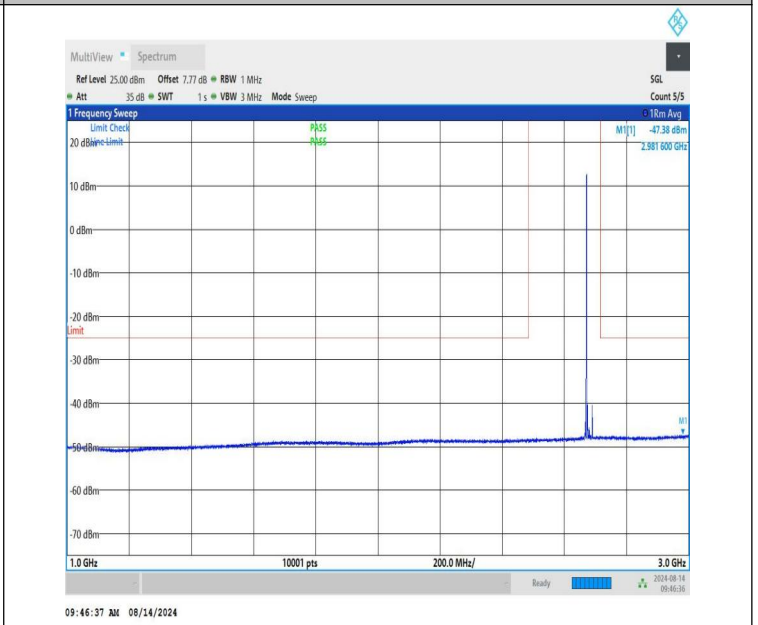 MultiView Spectrum
Ref Level 25.00 dBm Offset 7.77 dB RBW 1 MHz SGL
Att 35 dB SWT 1 s VBW 3 MHz Mode Sweep Count 5/5
1 Frequency Sweep 1Rm Avg
Limit Check PASS M1[1] -47.38 dBm
20 dBm Line Limit PASS 2.981 600 GHz
10 dBm
0 dBm
-10 dBm
-20 dBm
Limit
-30 dBm
-40 dBm
M1
-50 dBm
-60 dBm
-70 dBm
1.0 GHz 10001 pts 200.0 MHz/ 3.0 GHz
Ready 2024-08-14
09:46:36
09:46:37 AM 08/14/2024